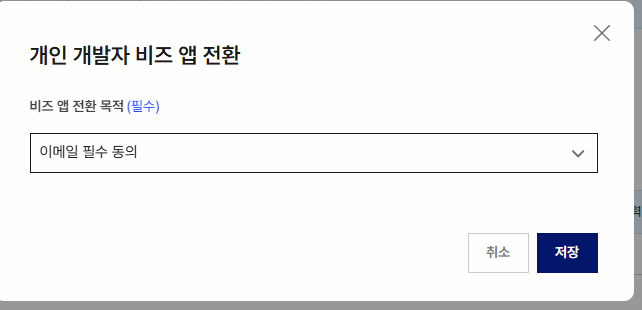 개인 개발자 비즈 앱 전환
비즈 앱 전환 목적 (필수)
이메일 필수 동의
취소 저장